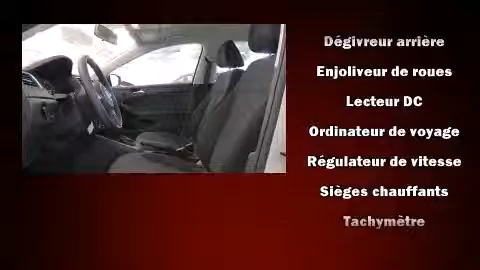 Dégivreur arrière
Enjoliveur de roues
Lecteur DC
Ordinateur de voyage
Régulateur de vitesse
Sièges chauffants
Tachymètre